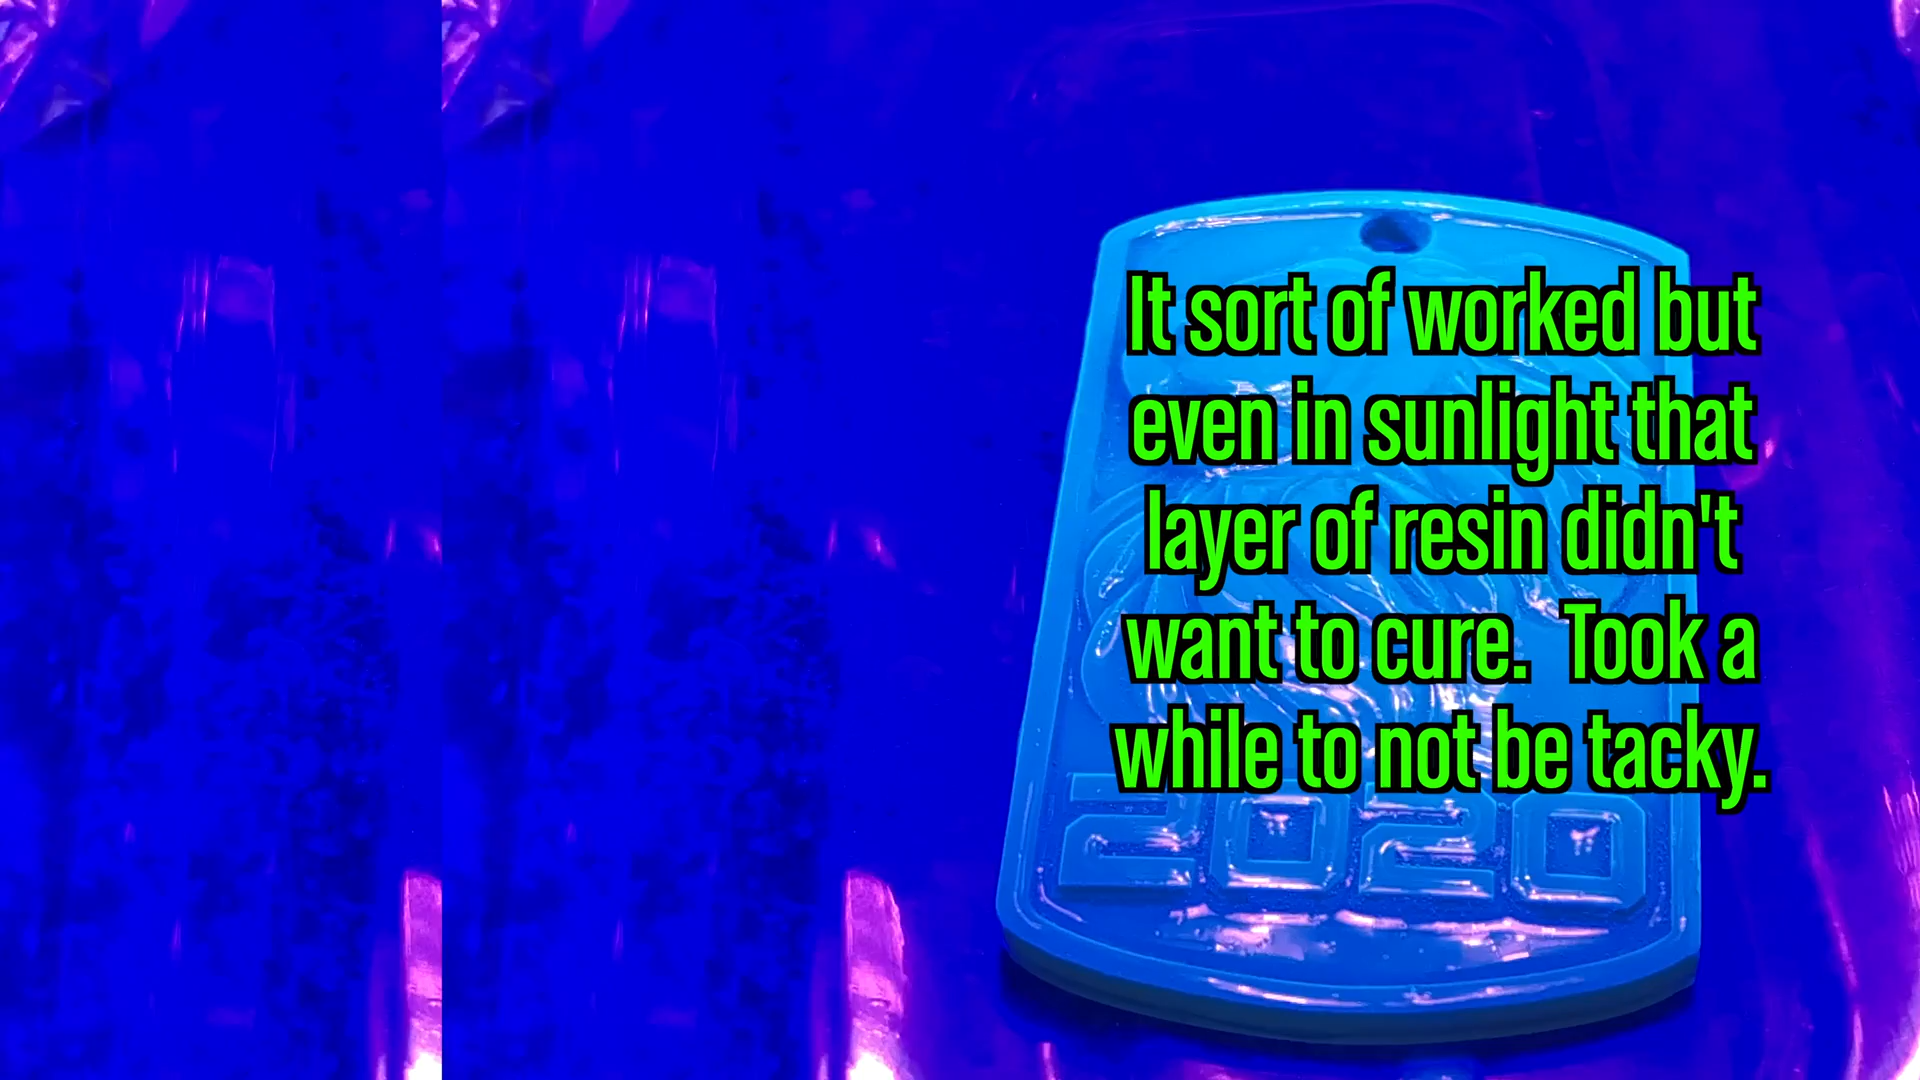 It sort of worked but
even in sunlight that
layer of resin didn't
want to cure.  Took a
while to not be tacky.
2020